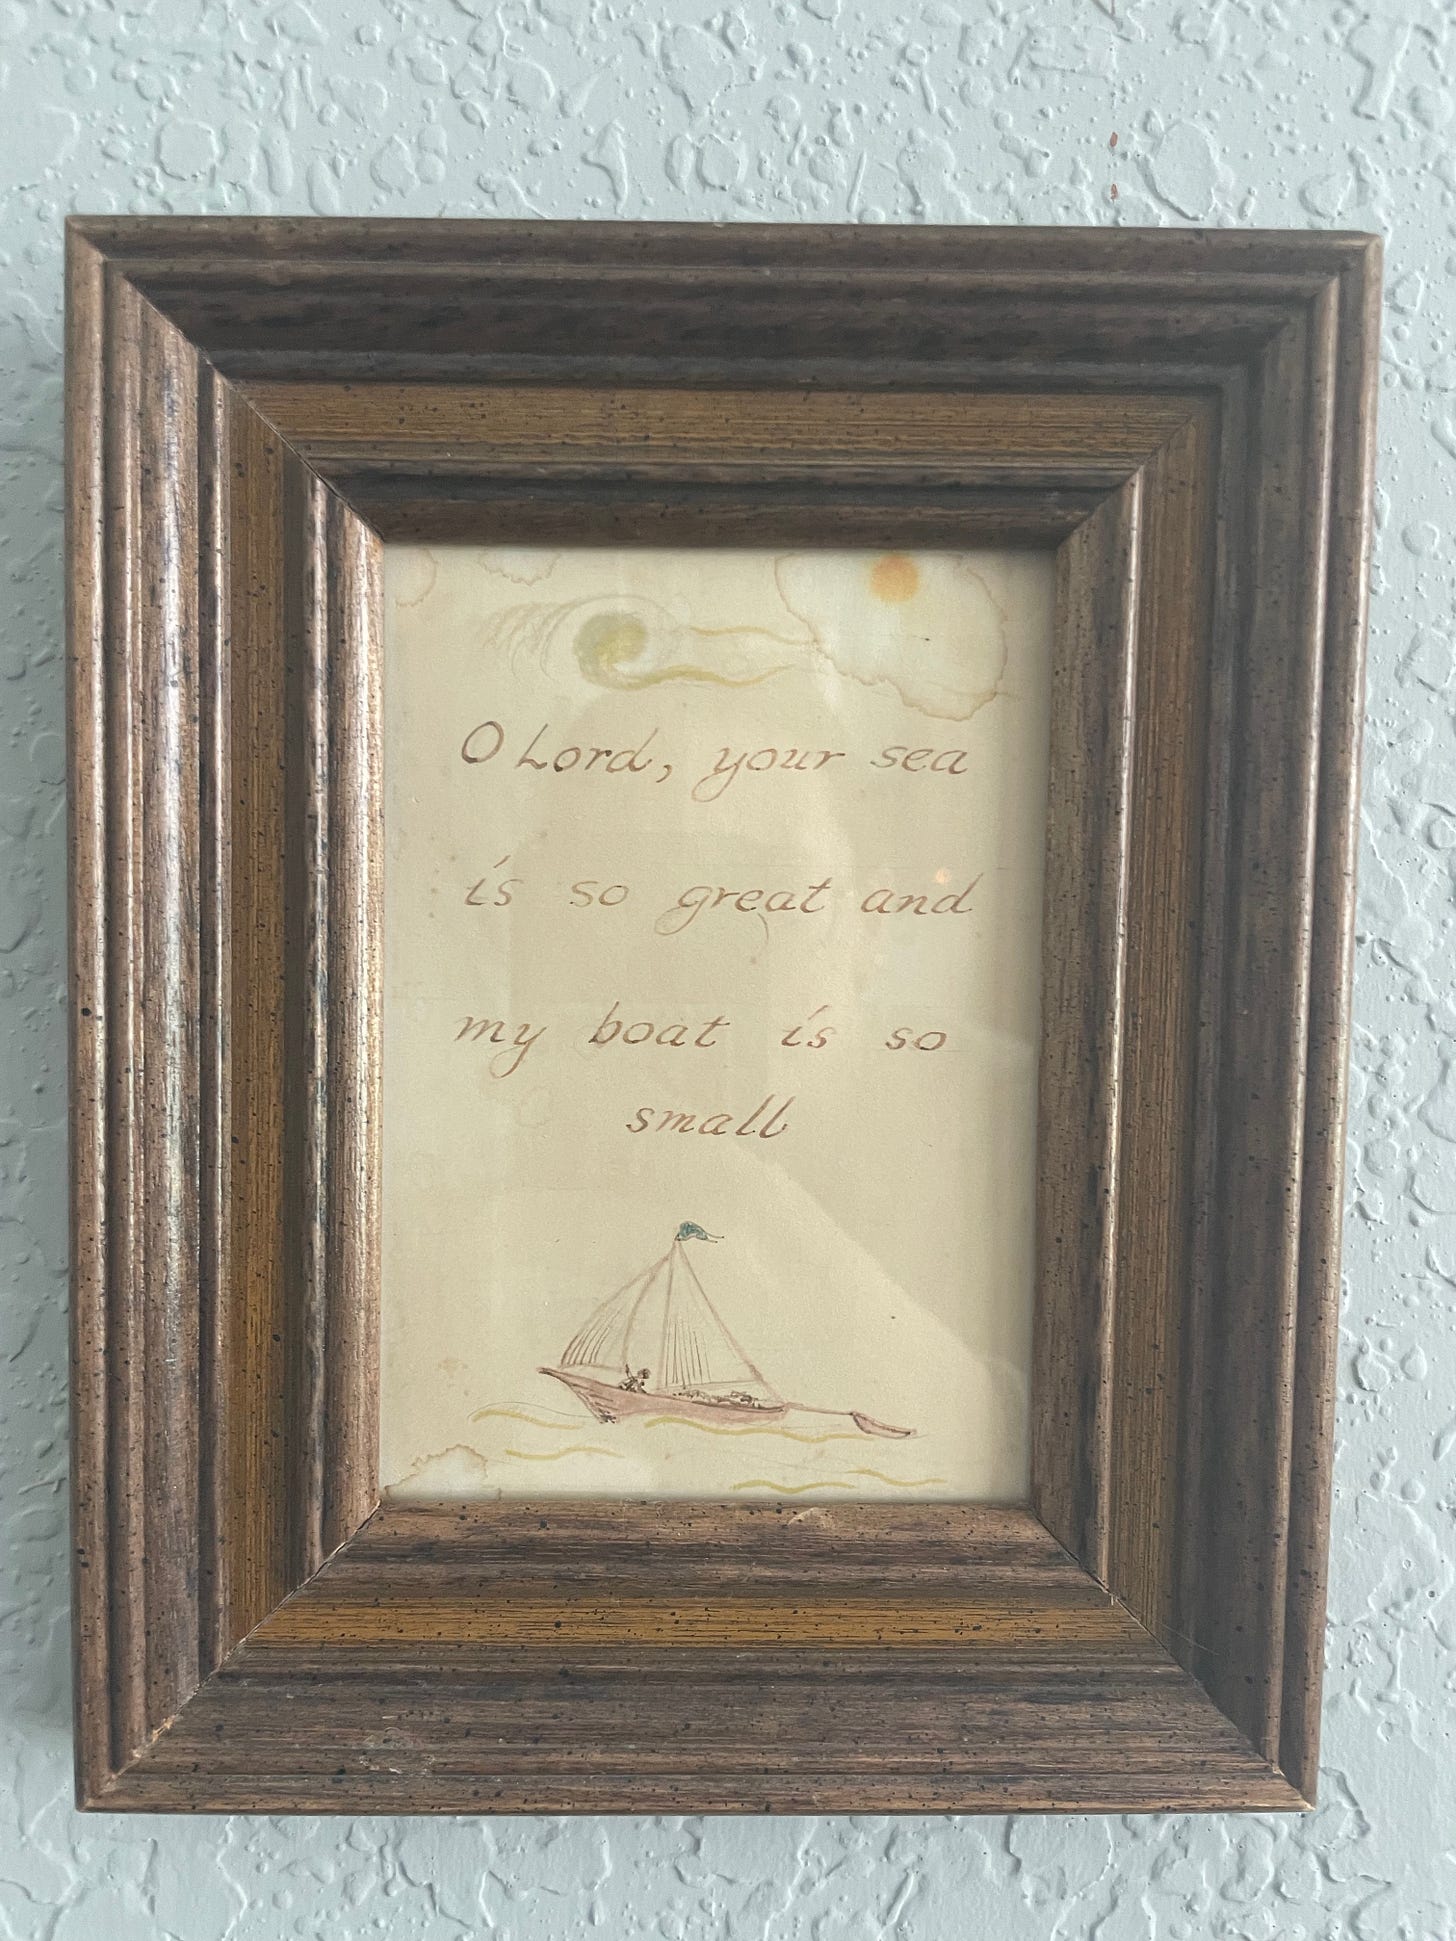 O Lord, your sea
is so great and
my boat is so
small